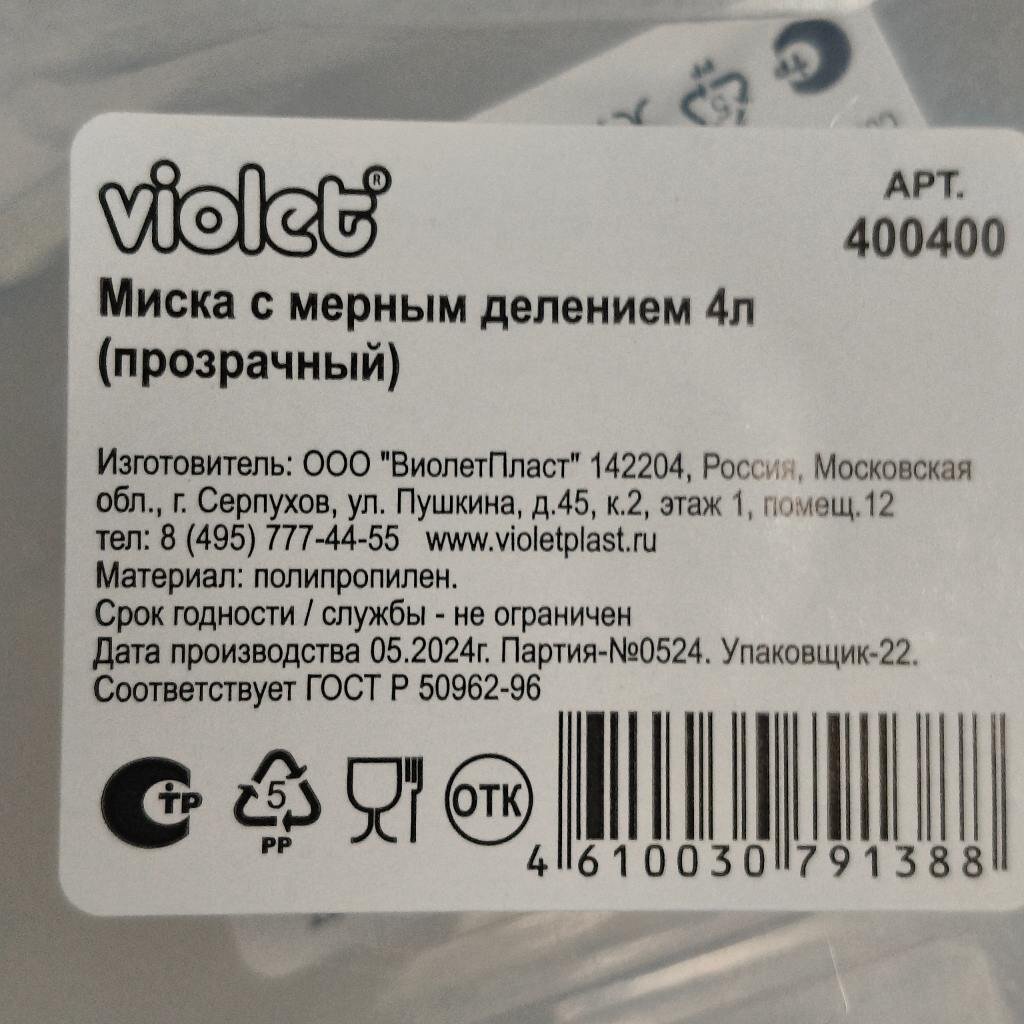 violet®
АРТ.
400400
Миска с мерным делением 4л
(прозрачный)
Изготовитель: ООО "ВиолетПласт" 142204, Россия, Московская
обл., г. Серпухов, ул. Пушкина, д.45, к.2, этаж 1, помещ.12
тел: 8 (495) 777-44-55 www.violetplast.ru
Материал: полипропилен.
Срок годности / службы - не ограничен
Дата производства 05.2024г. Партия-№0524. Упаковщик-22.
Соответствует ГОСТ Р 50962-96
тР
5
PP
ОТК
4 610030 791388